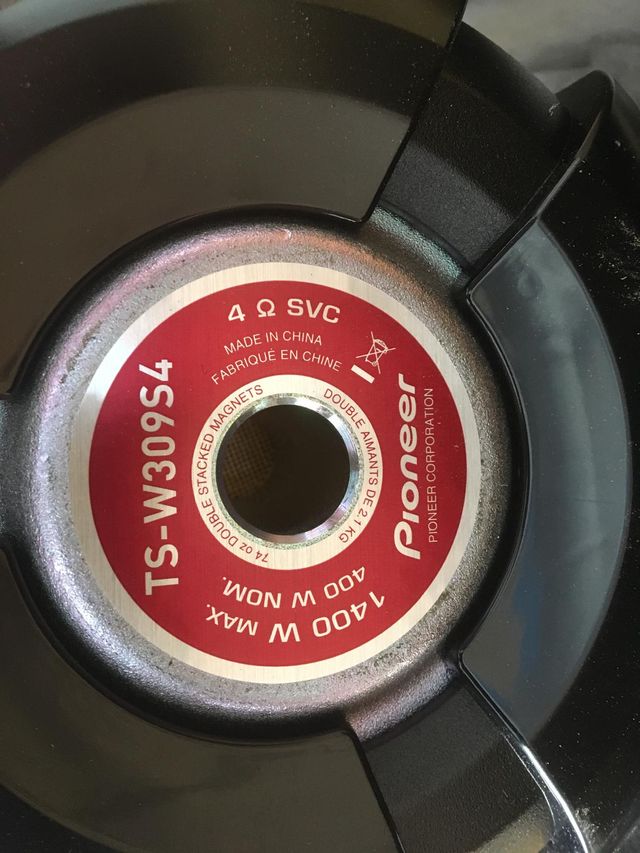 4 Ω SVC
MADE IN CHINA
FABRIQUÉ EN CHINE
TS-W309S4
Pioneer
PIONEER CORPORATION
74 oz DOUBLE STACKED MAGNETS
DOUBLE AIMANTS DE 2.1 KG
400 W NOM.
1400 W MAX.